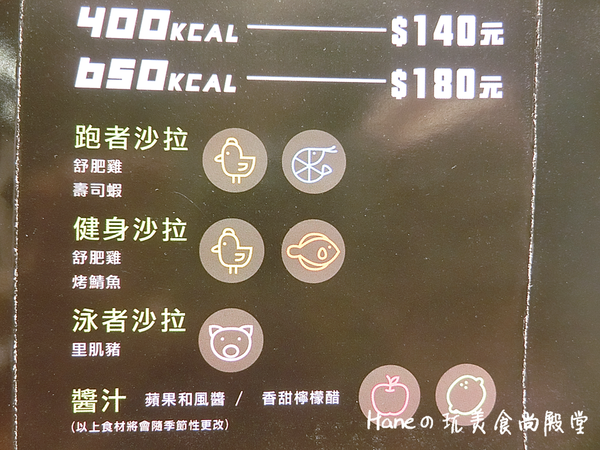 400KCAL $140元
650KCAL $180元
跑者沙拉
舒肥雞
壽司蝦
健身沙拉
舒肥雞
烤鯖魚
泳者沙拉
里肌豬
醬汁 蘋果和風醬 / 香甜檸檬醋
(以上食材將會隨季節性更改)
Haneの玩美食尚殿堂